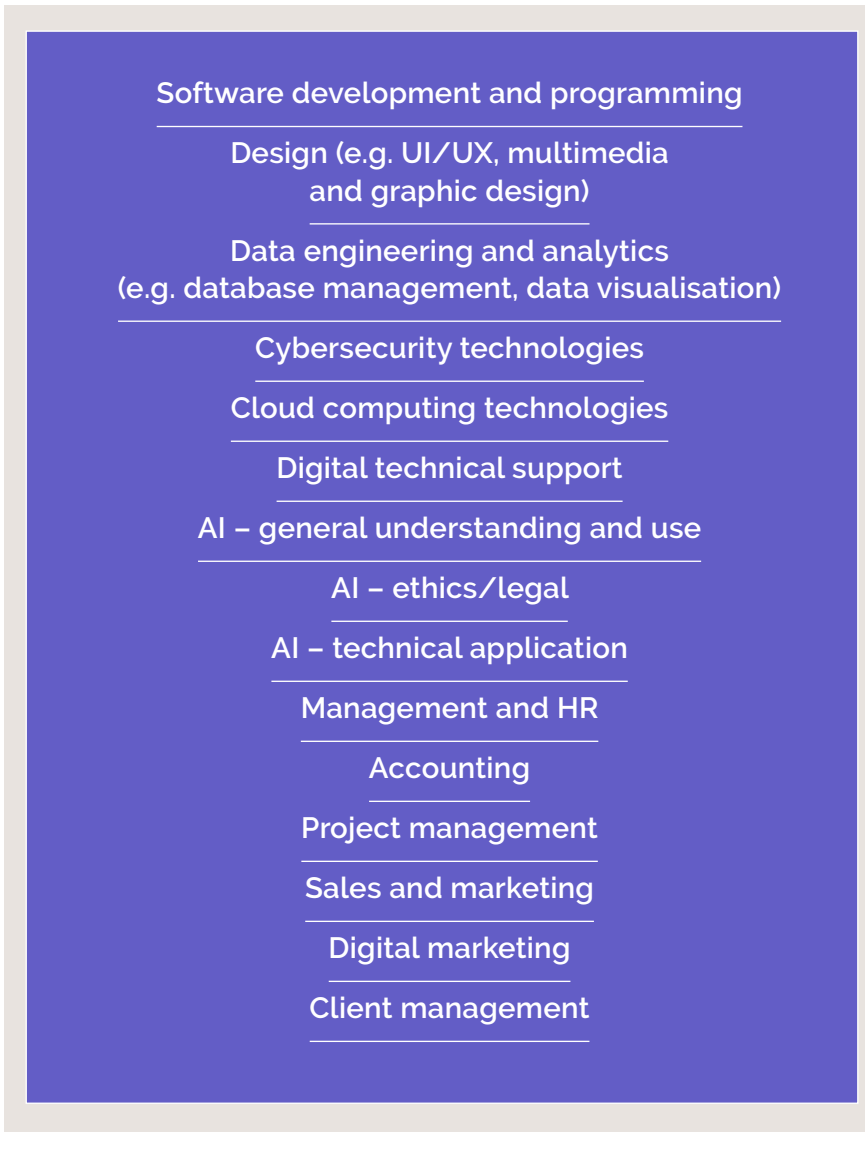 Software development and programming
Design (e.g. UI/UX, multimedia
and graphic design)
Data engineering and analytics
(e.g. database management, data visualisation)
Cybersecurity technologies
Cloud computing technologies
Digital technical support
AI – general understanding and use
AI – ethics/legal
AI – technical application
Management and HR
Accounting
Project management
Sales and marketing
Digital marketing
Client management